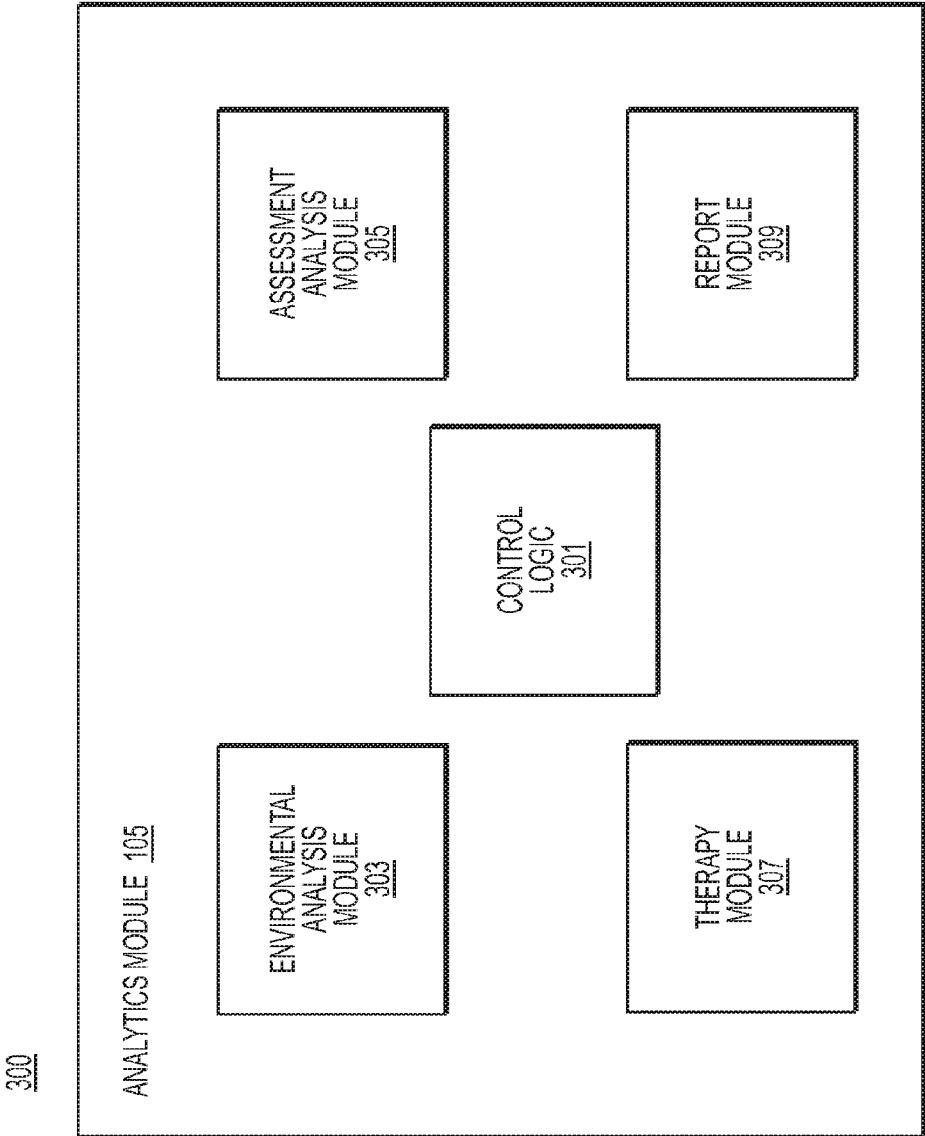 300
ANALYTICS MODULE 105
ENVIRONMENTAL
ANALYSIS
MODULE
303
ASSESSMENT
ANALYSIS
MODULE
305
CONTROL
LOGIC
301
THERAPY
MODULE
307
REPORT
MODULE
309